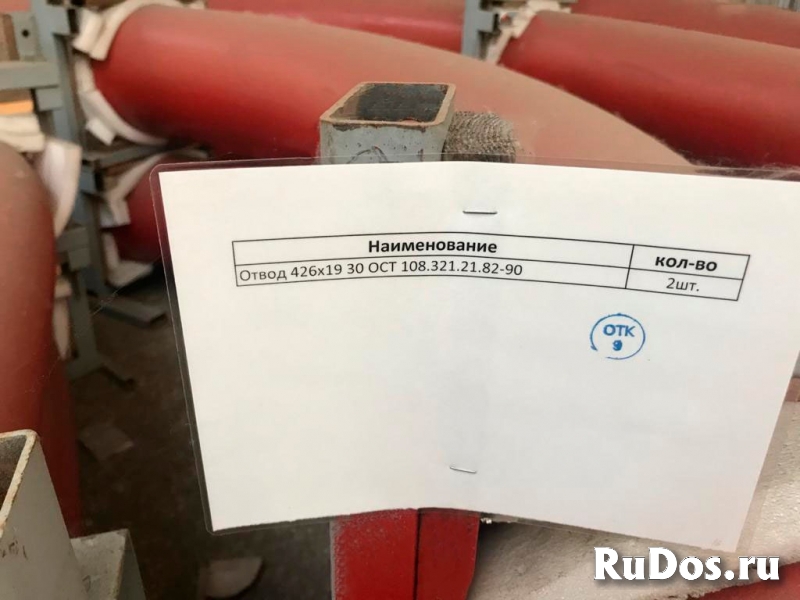 Наименование
кол-во
Отвод 426х19 30 ОСТ 108.321.21.82-90
2шт.
ОТК
9
RuDos.ru